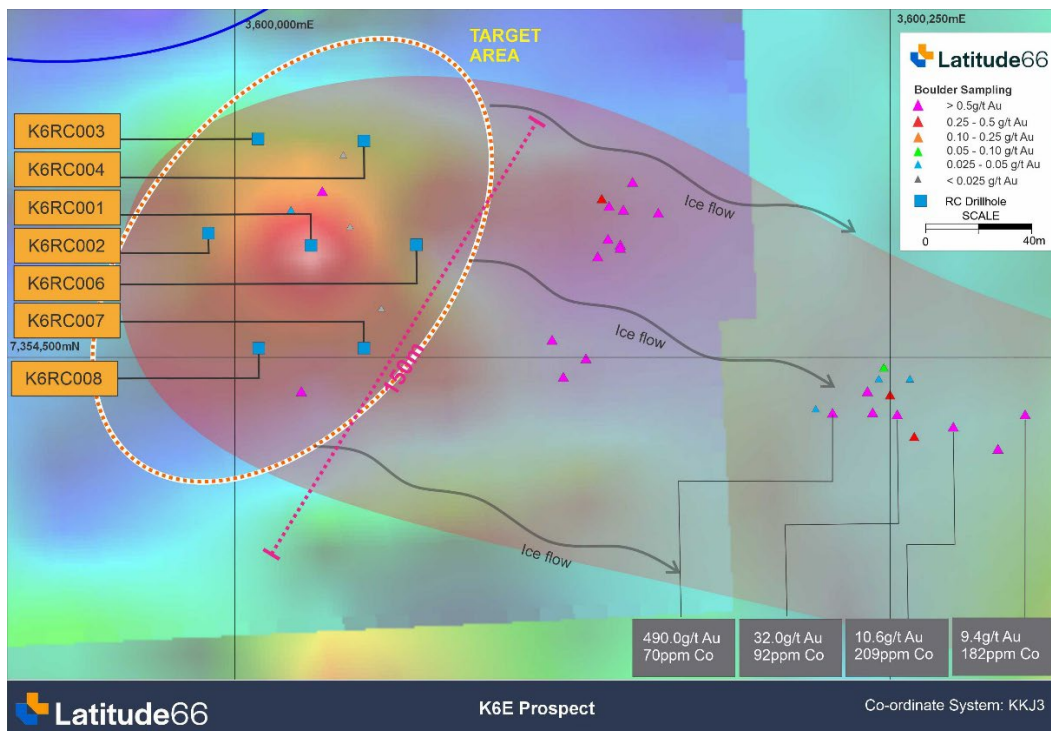 3,600,000mE
3,600,250mE
TARGET
AREA
Latitude66
Boulder Sampling
> 0.5g/t Au
0.25 - 0.5 g/t Au
0.10 - 0.25 g/t Au
0.05 - 0.10 g/t Au
0.025 - 0.05 g/t Au
< 0.025 g/t Au
RC Drillhole
SCALE
0 40m
K6RC003
K6RC004
K6RC001
K6RC002
K6RC006
K6RC007
K6RC008
7,354,500mN
150m
Ice flow
Ice flow
Ice flow
490.0g/t Au
70ppm Co
32.0g/t Au
92ppm Co
10.6g/t Au
209ppm Co
9.4g/t Au
182ppm Co
Latitude66
K6E Prospect
Co-ordinate System: KKJ3